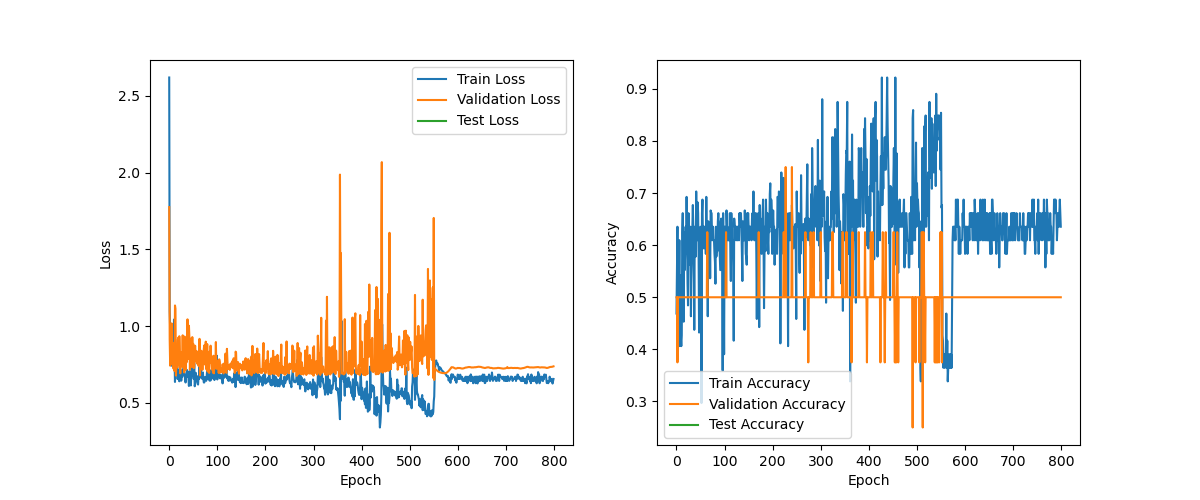 Train Loss
Validation Loss
Test Loss
2.5
2.0
1.5
1.0
0.5
Loss
0 100 200 300 400 500 600 700 800
Epoch
0.9
0.8
0.7
0.6
0.5
0.4
0.3
Accuracy
Train Accuracy
Validation Accuracy
Test Accuracy
0 100 200 300 400 500 600 700 800
Epoch